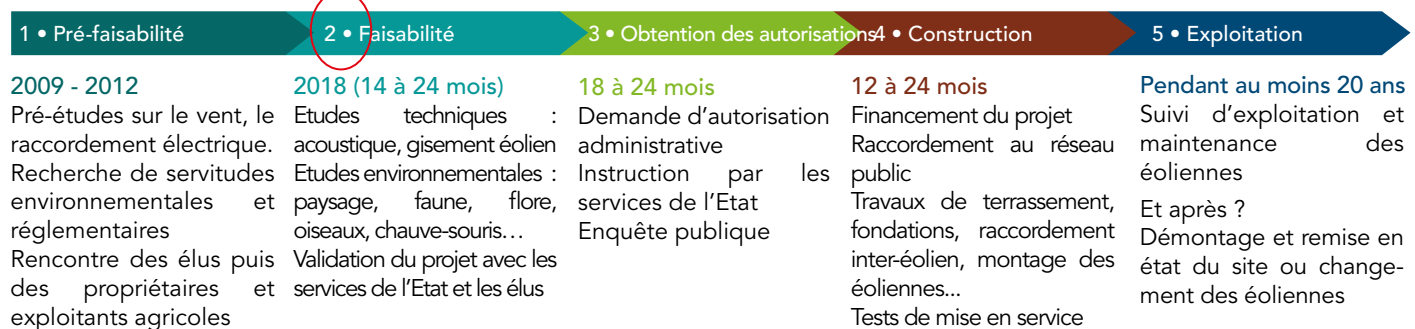 1 • Pré-faisabilité
2 • Faisabilité
3 • Obtention des autorisations
4 • Construction
5 • Exploitation
2009 - 2012
Pré-études sur le vent, le
raccordement électrique.
Recherche de servitudes
environnementales et
réglementaires
Rencontre des élus puis
des propriétaires et
exploitants agricoles
2018 (14 à 24 mois)
Etudes techniques :
acoustique, gisement éolien
Etudes environnementales :
paysage, faune, flore,
oiseaux, chauve-souris…
Validation du projet avec les
services de l'Etat et les élus
18 à 24 mois
Demande d'autorisation
administrative
Instruction par les
services de l'Etat
Enquête publique
12 à 24 mois
Financement du projet
Raccordement au réseau
public
Travaux de terrassement,
fondations, raccordement
inter-éolien, montage des
éoliennes...
Tests de mise en service
Pendant au moins 20 ans
Suivi d'exploitation et
maintenance des
éoliennes
Et après ?
Démontage et remise en
état du site ou change-
ment des éoliennes